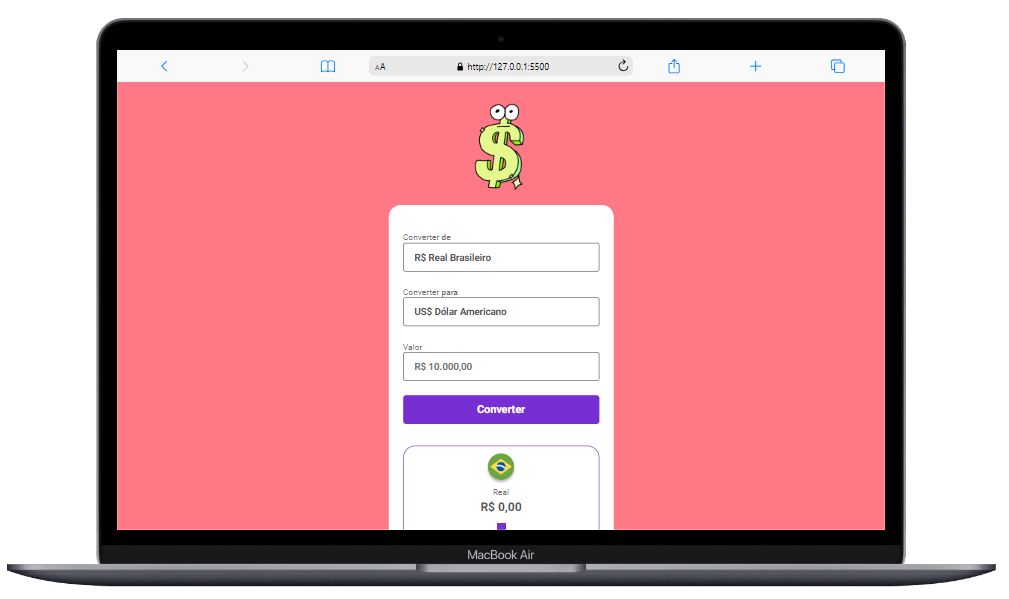 AA
http://127.0.0.1:5500
Converter de
R$ Real Brasileiro
Converter para
US$ Dólar Americano
Valor
R$ 10.000,00
Converter
Real
R$ 0,00
MacBook Air